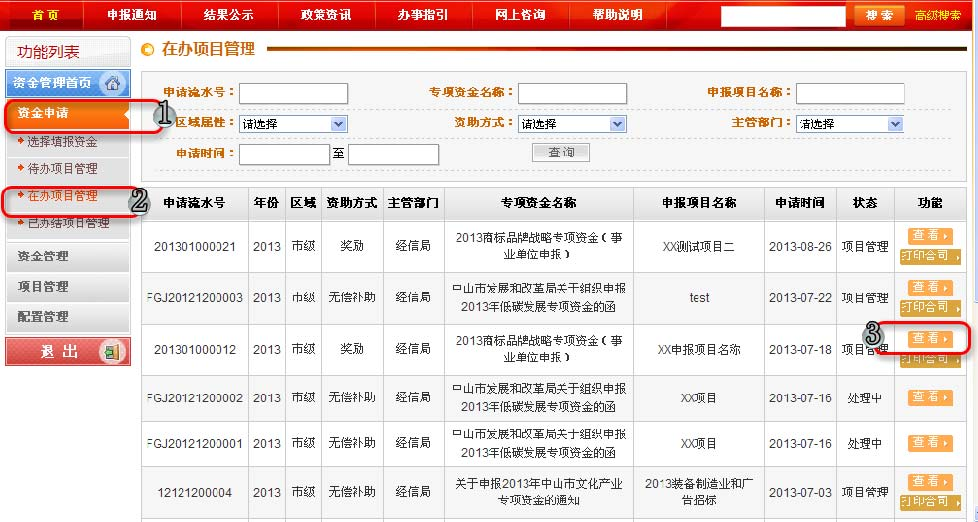 首 页 申报通知 结果公示 政策资讯 办事指引 网上咨询 帮助说明 搜 索 高级搜索
功能列表
资金管理首页
资金申请
选择填报资金
待办项目管理
在办项目管理
已办结项目管理
资金管理
项目管理
配置管理
退 出
1
2
在办项目管理
申请流水号： 专项资金名称： 申报项目名称：
区域属性： 请选择 资助方式： 请选择 主管部门： 请选择
申请时间： 至 查 询
申请流水号 年份 区域 资助方式 主管部门 专项资金名称 申报项目名称 申请时间 状态 功能
201301000021 2013 市级 奖励 经信局 2013商标品牌战略专项资金（事业单位申报） XX测试项目二 2013-08-26 项目管理 查看 打印合同
FGJ20121200003 2013 市级 无偿补助 经信局 中山市发展和改革局关于组织申报2013年低碳发展专项资金的函 test 2013-07-22 项目管理 查看 打印合同
201301000012 2013 市级 奖励 经信局 2013商标品牌战略专项资金（事业单位申报） XX申报项目名称 2013-07-18 项目管理 3 查看 打印合同
FGJ20121200002 2013 市级 无偿补助 经信局 中山市发展和改革局关于组织申报2013年低碳发展专项资金的函 XX项目 2013-07-16 处理中 查看
FGJ20121200001 2013 市级 无偿补助 经信局 中山市发展和改革局关于组织申报2013年低碳发展专项资金的函 XX项目 2013-07-16 处理中 查看
12121200004 2013 市级 无偿补助 经信局 关于申报2013年中山市文化产业专项资金的通知 2013装备制造业和广告招标 2013-07-03 项目管理 查看 打印合同